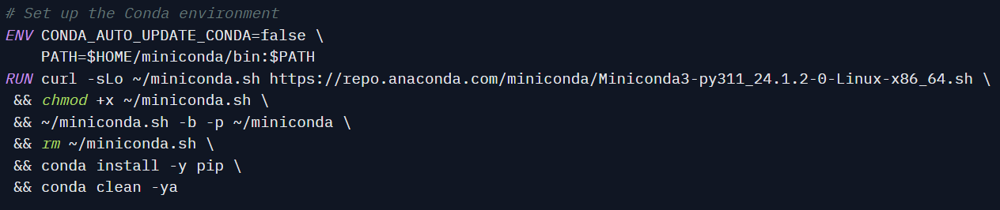 # Set up the Conda environment
ENV CONDA_AUTO_UPDATE_CONDA=false \
    PATH=$HOME/miniconda/bin:$PATH
RUN curl -sLo ~/miniconda.sh https://repo.anaconda.com/miniconda/Miniconda3-py311_24.1.2-0-Linux-x86_64.sh \
 && chmod +x ~/miniconda.sh \
 && ~/miniconda.sh -b -p ~/miniconda \
 && rm ~/miniconda.sh \
 && conda install -y pip \
 && conda clean -ya